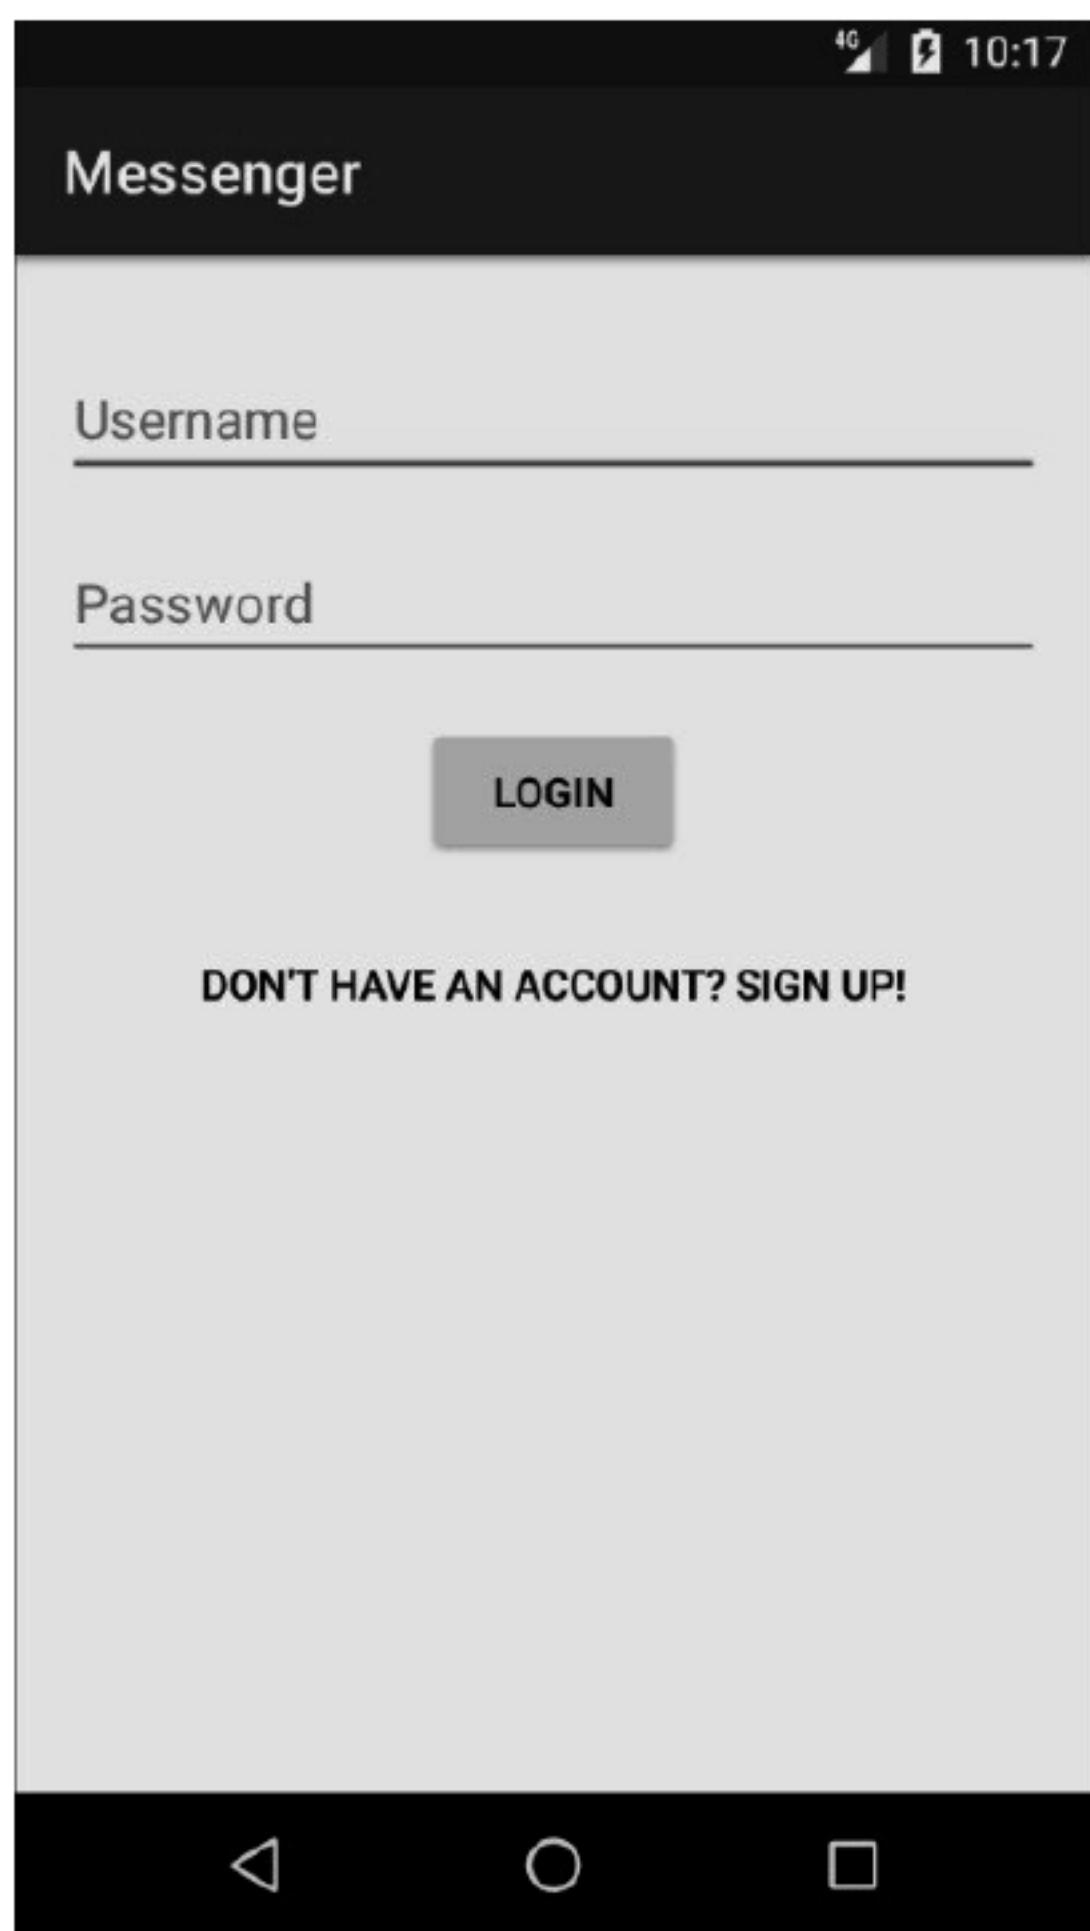 4G 10:17
Messenger
Username
Password
LOGIN
DON'T HAVE AN ACCOUNT? SIGN UP!